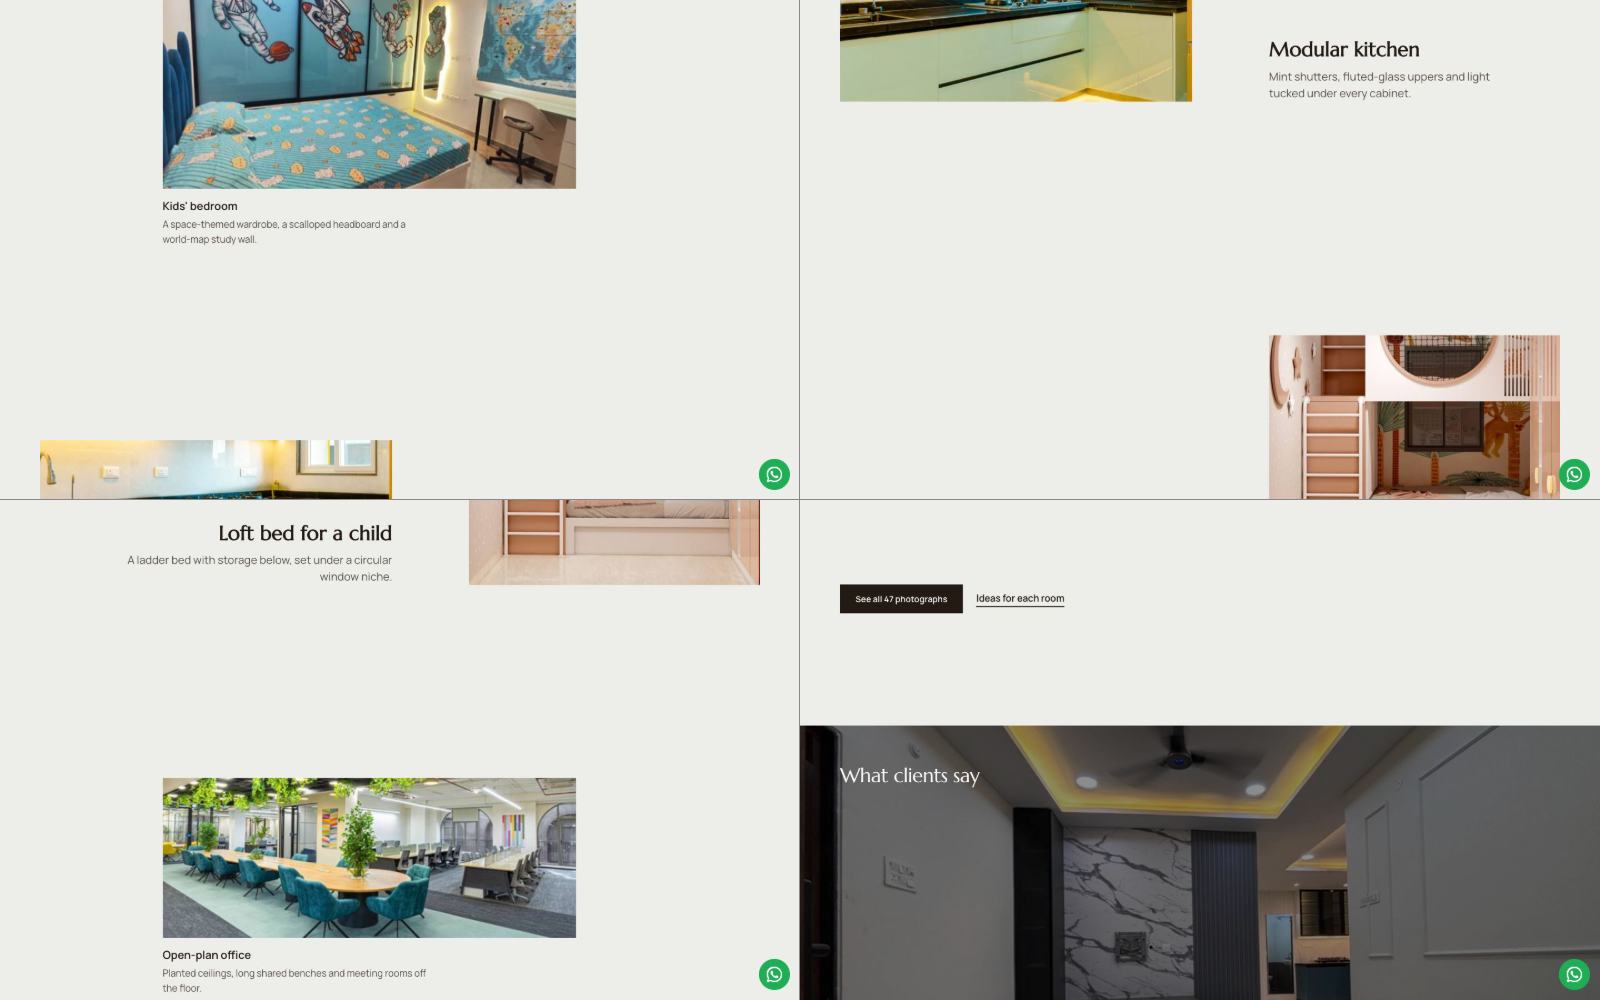 Kids' bedroom
A space-themed wardrobe, a scalloped headboard and a
world-map study wall.
Modular kitchen
Mint shutters, fluted-glass uppers and light
tucked under every cabinet.
Loft bed for a child
A ladder bed with storage below, set under a circular
window niche.
Open-plan office
Planted ceilings, long shared benches and meeting rooms off
the floor.
See all 47 photographs
Ideas for each room
What clients say